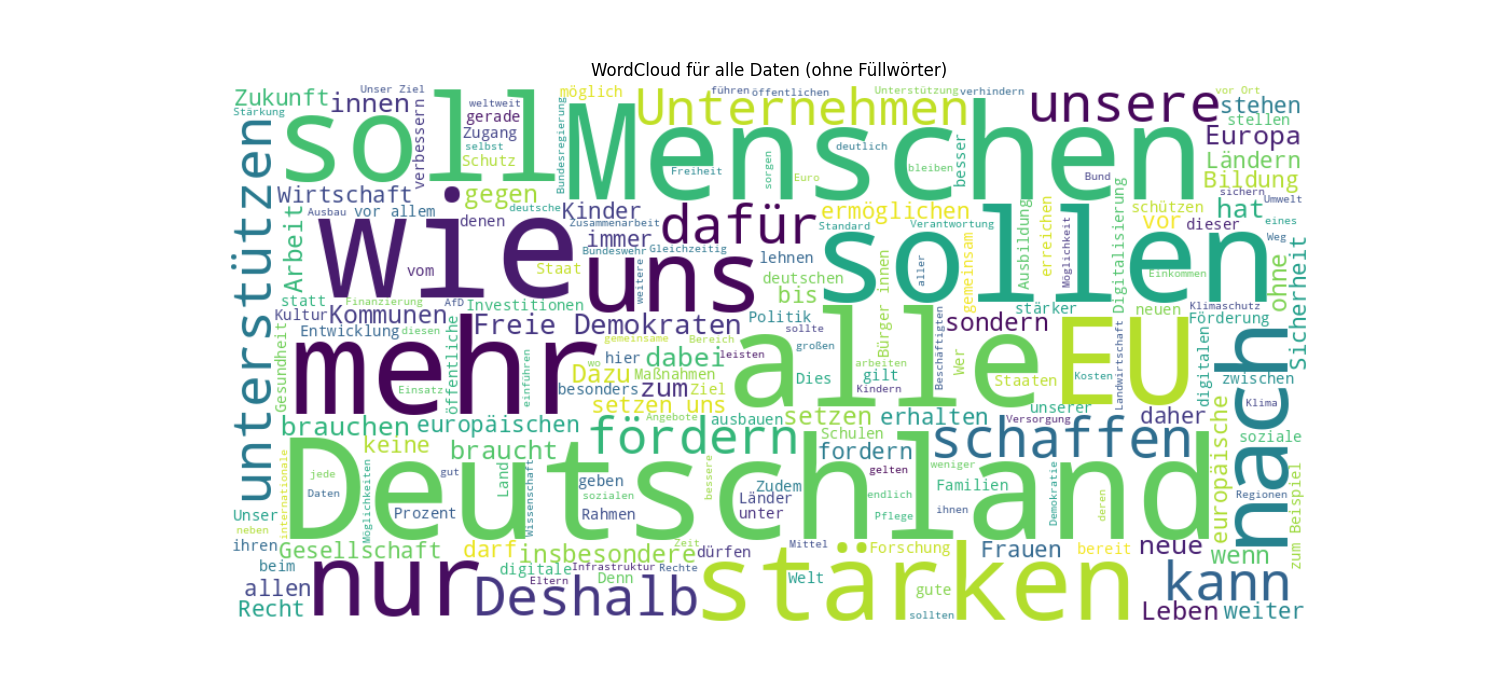 WordCloud für alle Daten (ohne Füllwörter)
Zukunft
innen
Unser Ziel
soll
weltweit
gerade
Zugang
selbst
Schutz
möglich
Unternehmen
führen
öffentlichen
Unterstützung
verhindern
unsere
vor Ort
stehen
stellen
Stärkung
verbessern
Bundesregierung
Menschen
Freiheit
sorgen
Euro
deutlich
bleiben
besser
Bund
Europa
Ländern
Bildung
sichern
Umwelt
unterstützen
Wirtschaft
gegen
Ausbau
vor allem
denen
deutsche
Kinder
Zusammenarbeit
dafür
ermöglichen
Standard
Verantwortung
erreichen
Ausbildung
Möglichkeit
Digitalisierung
schützen
vor
dieser
hat
eines
Weg
Arbeit
wie
vom
immer
Bundeswehr
Gleichzeitig
Staat
uns
weitere
lehnen
deutschen
bis
sollen
aller
gemeinsam
Einkommen
ohne
Sicherheit
statt
Finanzierung
AfD
Investitionen
Kultur
Kommunen
Entwicklung
diesen
Freie Demokraten
Politik
sollte
Bürger innen
stärker
neuen
Klimaschutz
Förderung
sondern
Gesundheit
mehr
Einsatz
öffentliche
einführen
hier
gemeinsame
Bereich
dabei
leisten
großen
alle
arbeiten
Beschäftigten
Wer
EU
Kosten
Landwirtschaft
digitalen
zwischen
nach
besonders
wo
Dazu
Maßnahmen
zum
Ziel
Dies
gilt
Kindern
Staaten
Klima
setzen uns
Angebote
ausbauen
setzen
erhalten
unserer
Versorgung
daher
europäische
brauchen
europäischen
fördern
Schulen
fordern
schaffen
soziale
keine
braucht
jede
Daten
gut
Land
Wissenschaft
geben
sozialen
bessere
Zudem
Länder
gelten
endlich
weniger
Familien
Demokratie
Regionen
zum Beispiel
Unser
neben
internationale
Deutschland
Möglichkeiten
Prozent
Rahmen
unter
Pflege
ihnen
deren
ihren
Gesellschaft
darf
insbesondere
Zeit
dürfen
Mittel
Forschung
Frauen
bereit
neue
wenn
beim
digitale
Infrastruktur
Rechte
allen
nur
Eltern
Denn
Welt
gute
kann
Recht
Deshalb
stärken
sollten
Leben
weiter